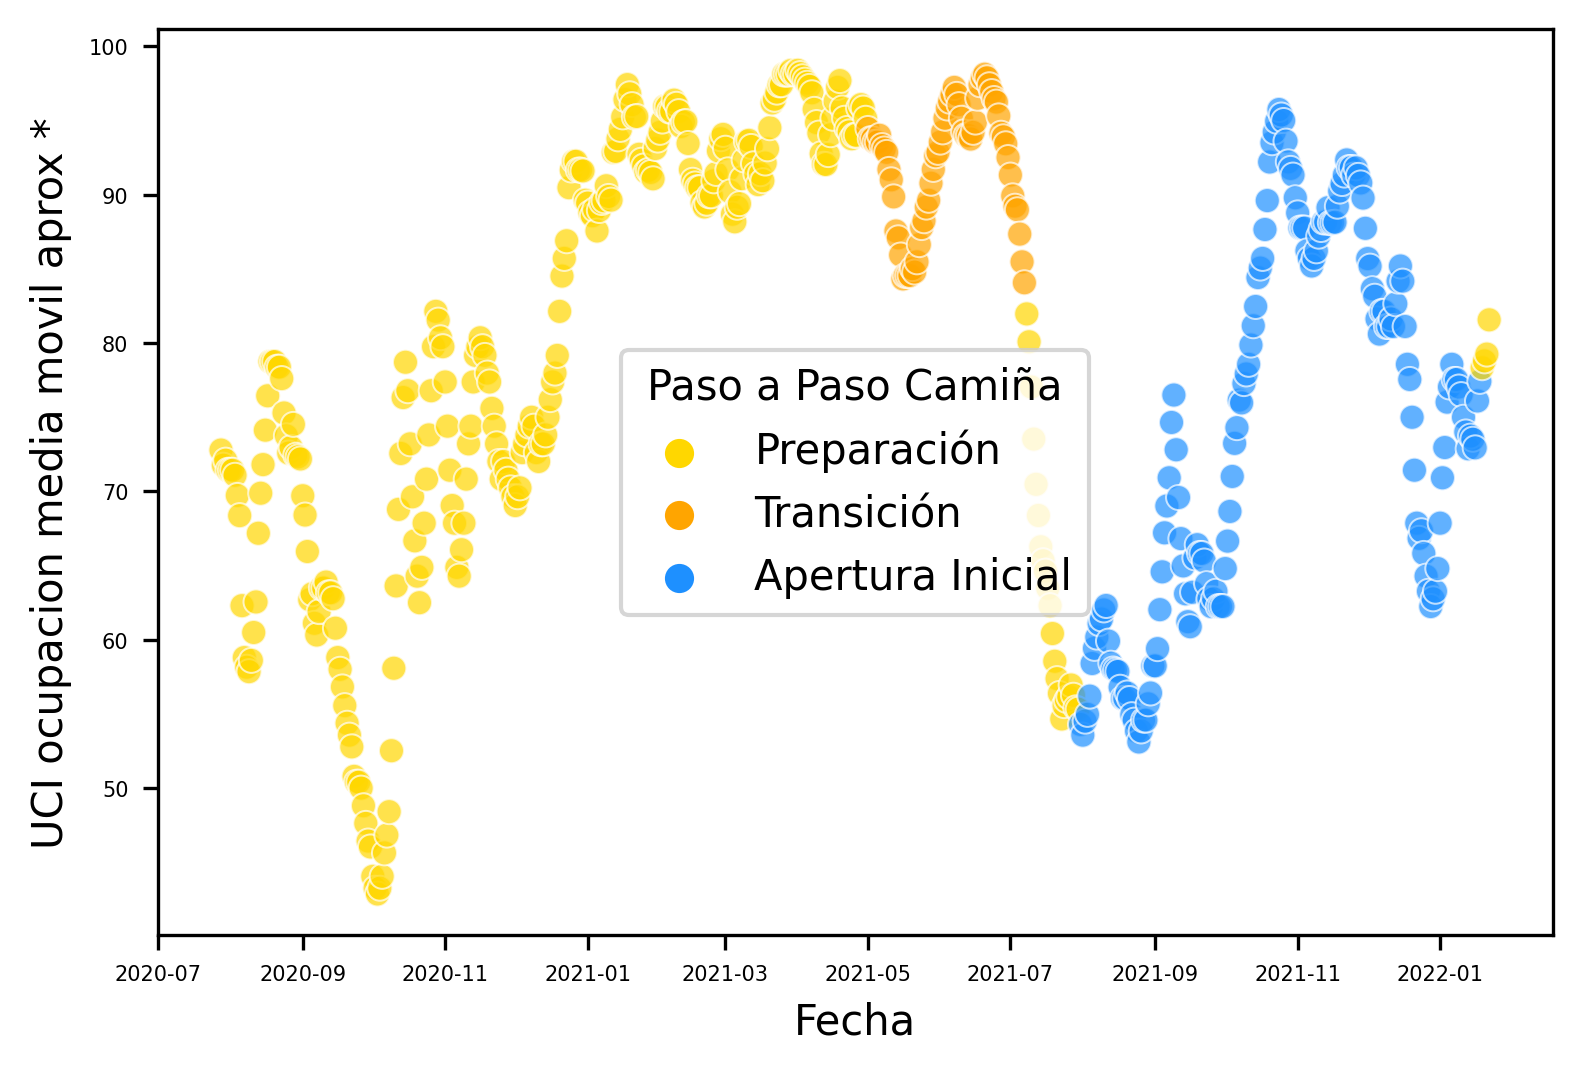 100
90
80
70
60
50
UCI ocupacion media movil aprox *
Paso a Paso Camiña
Preparación
Transición
Apertura Inicial
2020-07 2020-09 2020-11 2021-01 2021-03 2021-05 2021-07 2021-09 2021-11 2022-01
Fecha